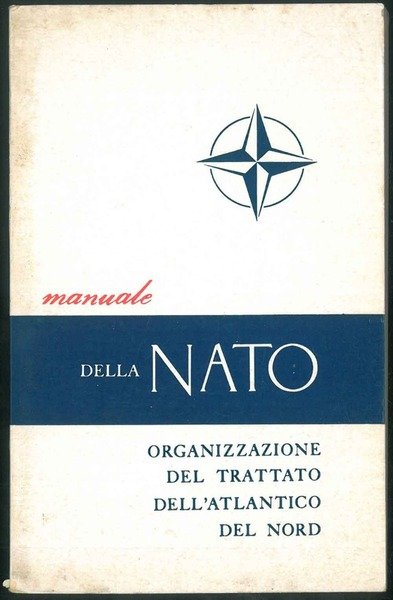 manuale
DELLA NATO
ORGANIZZAZIONE
DEL TRATTATO
DELL'ATLANTICO
DEL NORD